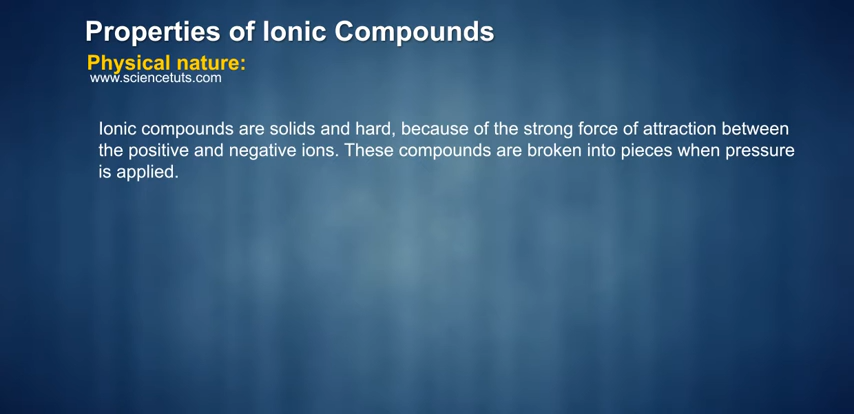 Properties of Ionic Compounds
Physical nature:
www.sciencetuts.com
Ionic compounds are solids and hard, because of the strong force of attraction between
the positive and negative ions. These compounds are broken into pieces when pressure
is applied.